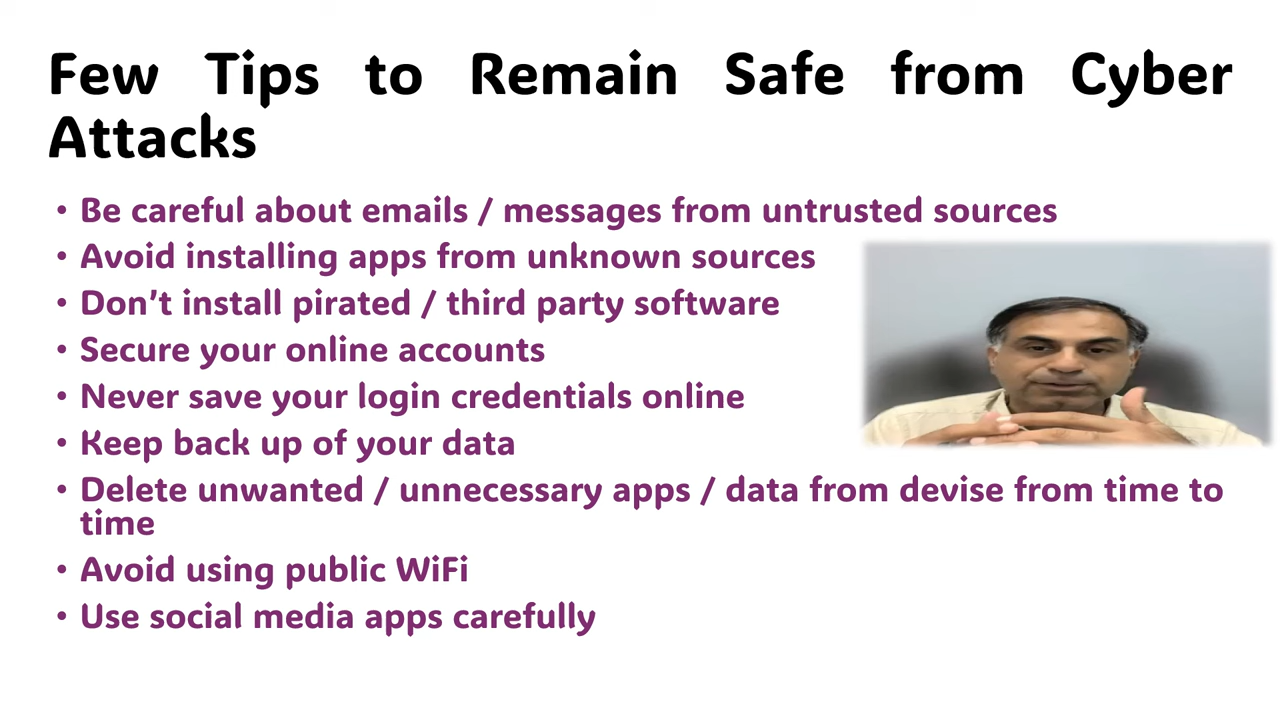 Few Tips to Remain Safe from Cyber
Attacks
• Be careful about emails / messages from untrusted sources
• Avoid installing apps from unknown sources
• Don't install pirated / third party software
• Secure your online accounts
• Never save your login credentials online
• Keep back up of your data
• Delete unwanted / unnecessary apps / data from devise from time to
time
• Avoid using public WiFi
• Use social media apps carefully